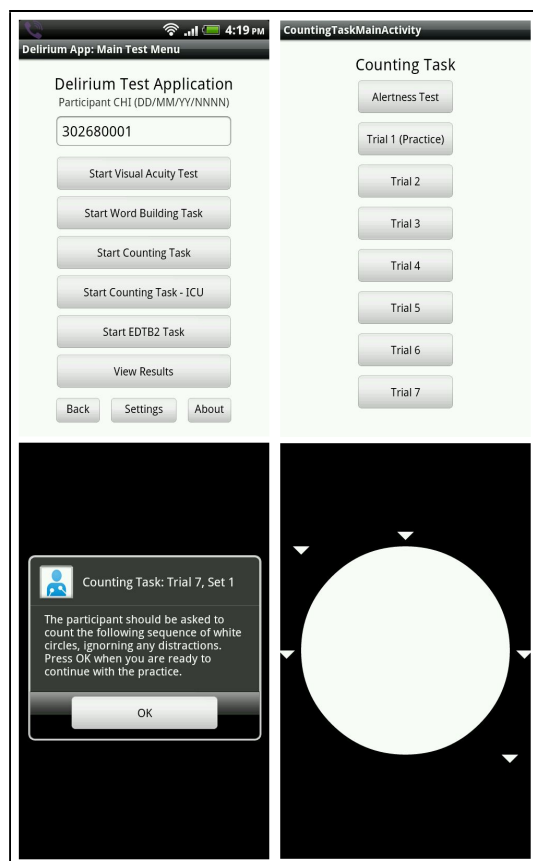 4:19 PM
Delirium App: Main Test Menu
Delirium Test Application
Participant CHI (DD/MM/YY/NNNN)
302680001
Start Visual Acuity Test
Start Word Building Task
Start Counting Task
Start Counting Task - ICU
Start EDTB2 Task
View Results
Back Settings About
CountingTaskMainActivity
Counting Task
Alertness Test
Trial 1 (Practice)
Trial 2
Trial 3
Trial 4
Trial 5
Trial 6
Trial 7
Counting Task: Trial 7, Set 1
The participant should be asked to
count the following sequence of white
circles, ignorning any distractions.
Press OK when you are ready to
continue with the practice.
OK